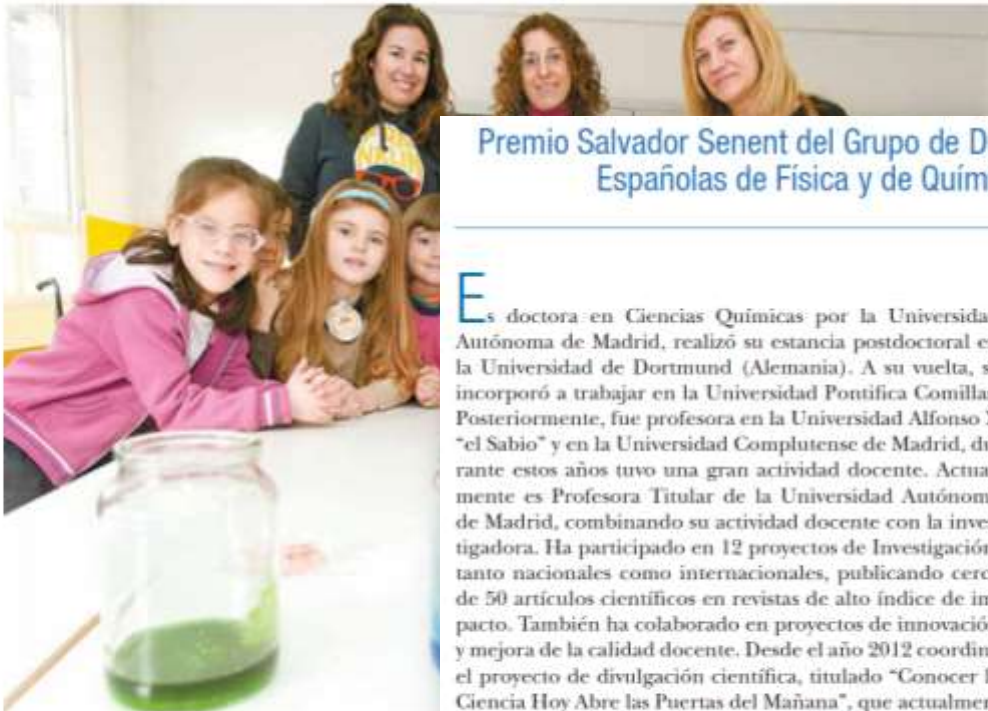 Premio Salvador Senent del Grupo de D
Españolas de Física y de Quím
Es doctora en Ciencias Químicas por la Universida
Autónoma de Madrid, realizó su estancia postdoctoral e
la Universidad de Dortmund (Alemania). A su vuelta, s
incorporó a trabajar en la Universidad Pontifica Comilla
Posteriormente, fue profesora en la Universidad Alfonso X
"el Sabio" y en la Universidad Complutense de Madrid, du
rante estos años tuvo una gran actividad docente. Actua
mente es Profesora Titular de la Universidad Autónom
de Madrid, combinando su actividad docente con la inve
tigadora. Ha participado en 12 proyectos de Investigación
tanto nacionales como internacionales, publicando cerc
de 50 artículos científicos en revistas de alto índice de im
pacto. También ha colaborado en proyectos de innovació
y mejora de la calidad docente. Desde el año 2012 coordin
el proyecto de divulgación científica, titulado "Conocer l
Ciencia Hoy Abre las Puertas del Mañana", que actualmen